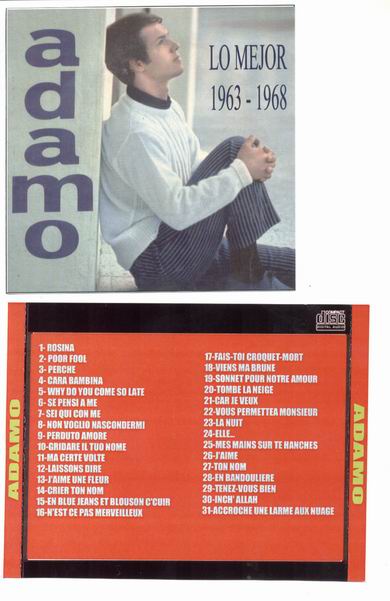 adamo
LO MEJOR
1963 - 1968
COMPACT
disc
DIGITAL AUDIO
ADAMO
1- ROSINA
2- POOR FOOL
3- PERCHE
4- CARA BAMBINA
5- WHY DO YOU COME SO LATE
6- SE PENSI A ME
7- SEI QUI CON ME
8- NON VOGLIO NASCONDERMI
9- PERDUTO AMORE
10-GRIDARE IL TUO NOME
11-MA CERTE VOLTE
12-LAISSONS DIRE
13-J'AIME UNE FLEUR
14-CRIER TON NOM
15-EN BLUE JEANS ET BLOUSON C'CUIR
16-N'EST CE PAS MERVEILLEUX
17-FAIS-TOI CROQUET-MORT
18-VIENS MA BRUNE
19-SONNET POUR NOTRE AMOUR
20-TOMBE LA NEIGE
21-CAR JE VEUX
22-VOUS PERMETTEA MONSIEUR
23-LA NUIT
24-ELLE...
25-MES MAINS SUR TE HANCHES
26-J'AIME
27-TON NOM
28-EN BANDOULIERE
29-TENEZ-VOUS BIEN
30-INCH' ALLAH
31-ACCROCHE UNE LARME AUX NUAGE
ADAMO